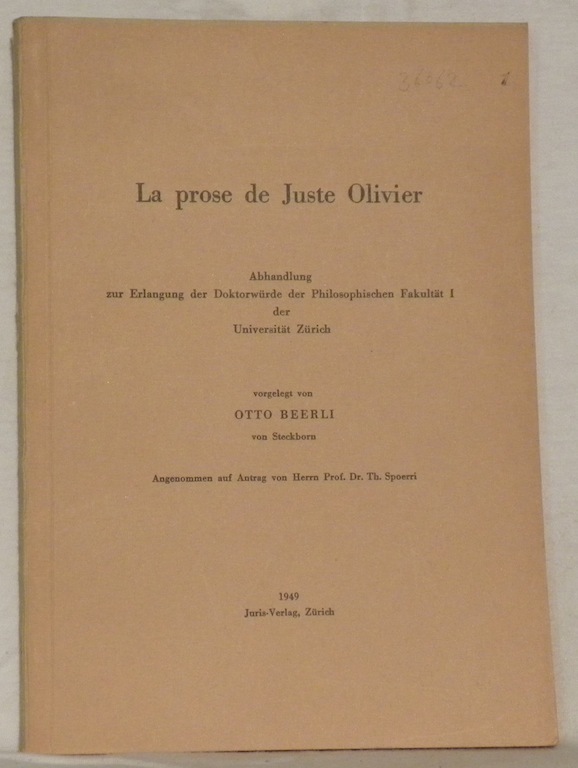 La prose de Juste Olivier
Abhandlung
zur Erlangung der Doktorwürde der Philosophischen Fakultät I
der
Universität Zürich
vorgelegt von
OTTO BEERLI
von Steckborn
Angenommen auf Antrag von Herrn Prof. Dr. Th. Spoerri
1949
Juris-Verlag, Zürich